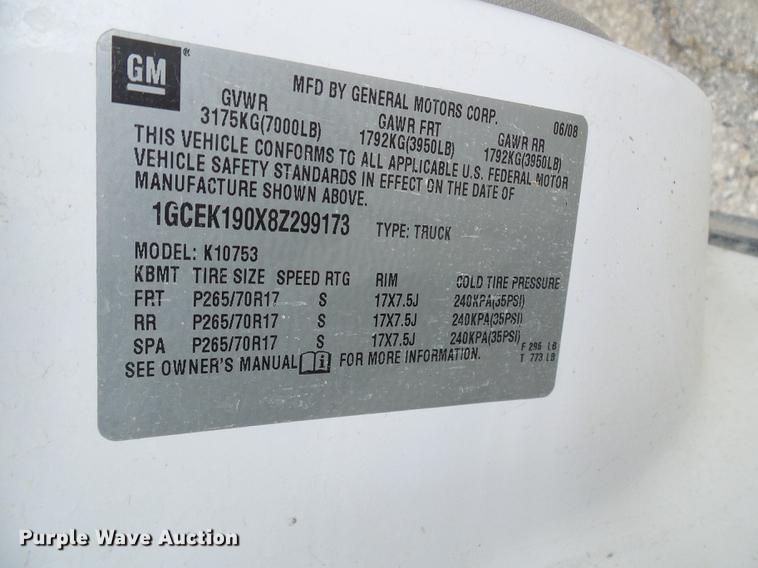 GM ®
MFD BY GENERAL MOTORS CORP. 06/08
GVWR GAWR FRT GAWR RR
3175KG(7000LB) 1792KG(3950LB) 1792KG(3950LB)
THIS VEHICLE CONFORMS TO ALL APPLICABLE U.S. FEDERAL MOTOR
VEHICLE SAFETY STANDARDS IN EFFECT ON THE DATE OF
MANUFACTURE SHOWN ABOVE.
1GCEK190X8Z299173 TYPE: TRUCK
MODEL: K10753
KBMT TIRE SIZE SPEED RTG RIM COLD TIRE PRESSURE
FRT P265/70R17 S 17X7.5J 240KPA(35PSI)
RR P265/70R17 S 17X7.5J 240KPA(35PSI)
SPA P265/70R17 S 17X7.5J 240KPA(35PSI)
SEE OWNER'S MANUAL i FOR MORE INFORMATION.
F 296 LB
T 773 LB
Purple Wave Auction